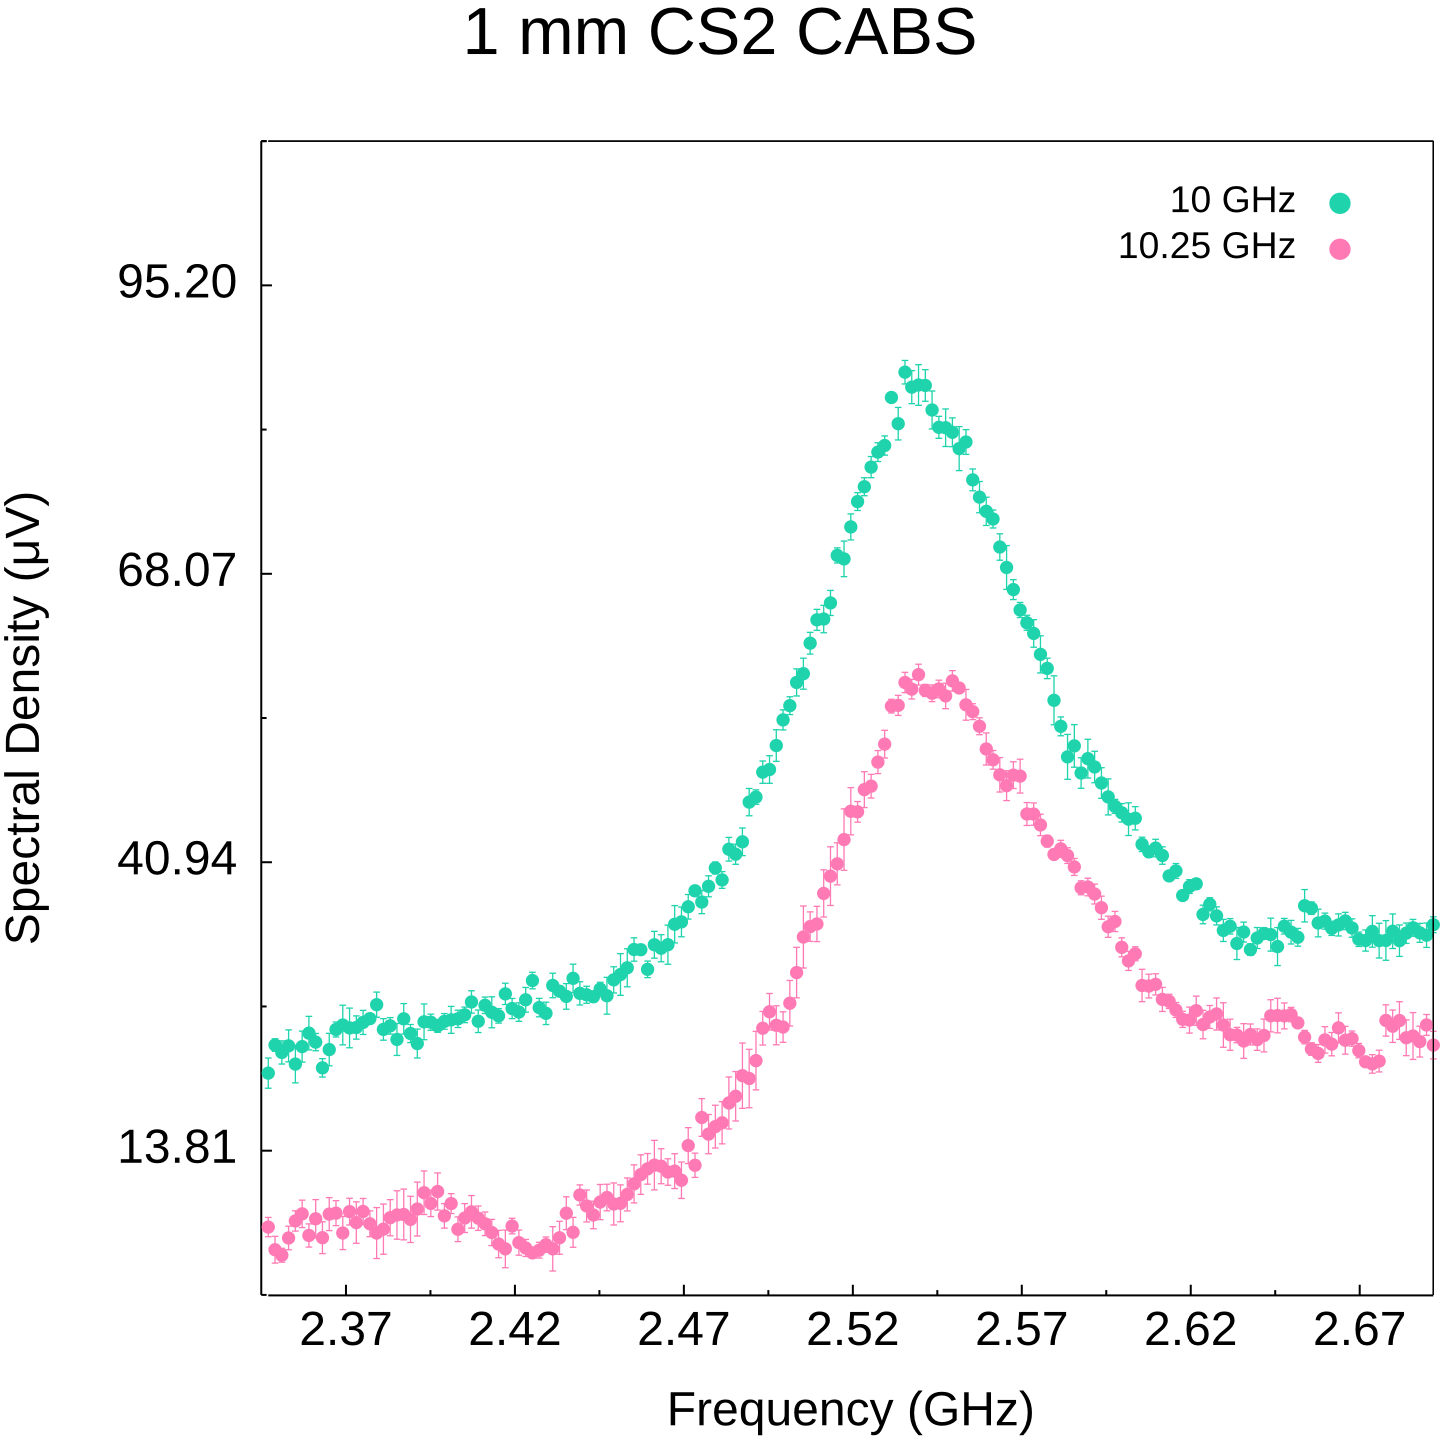 1 mm CS2 CABS
10 GHz
10.25 GHz
95.20
68.07
40.94
13.81
Spectral Density (μV)
2.37 2.42 2.47 2.52 2.57 2.62 2.67
Frequency (GHz)